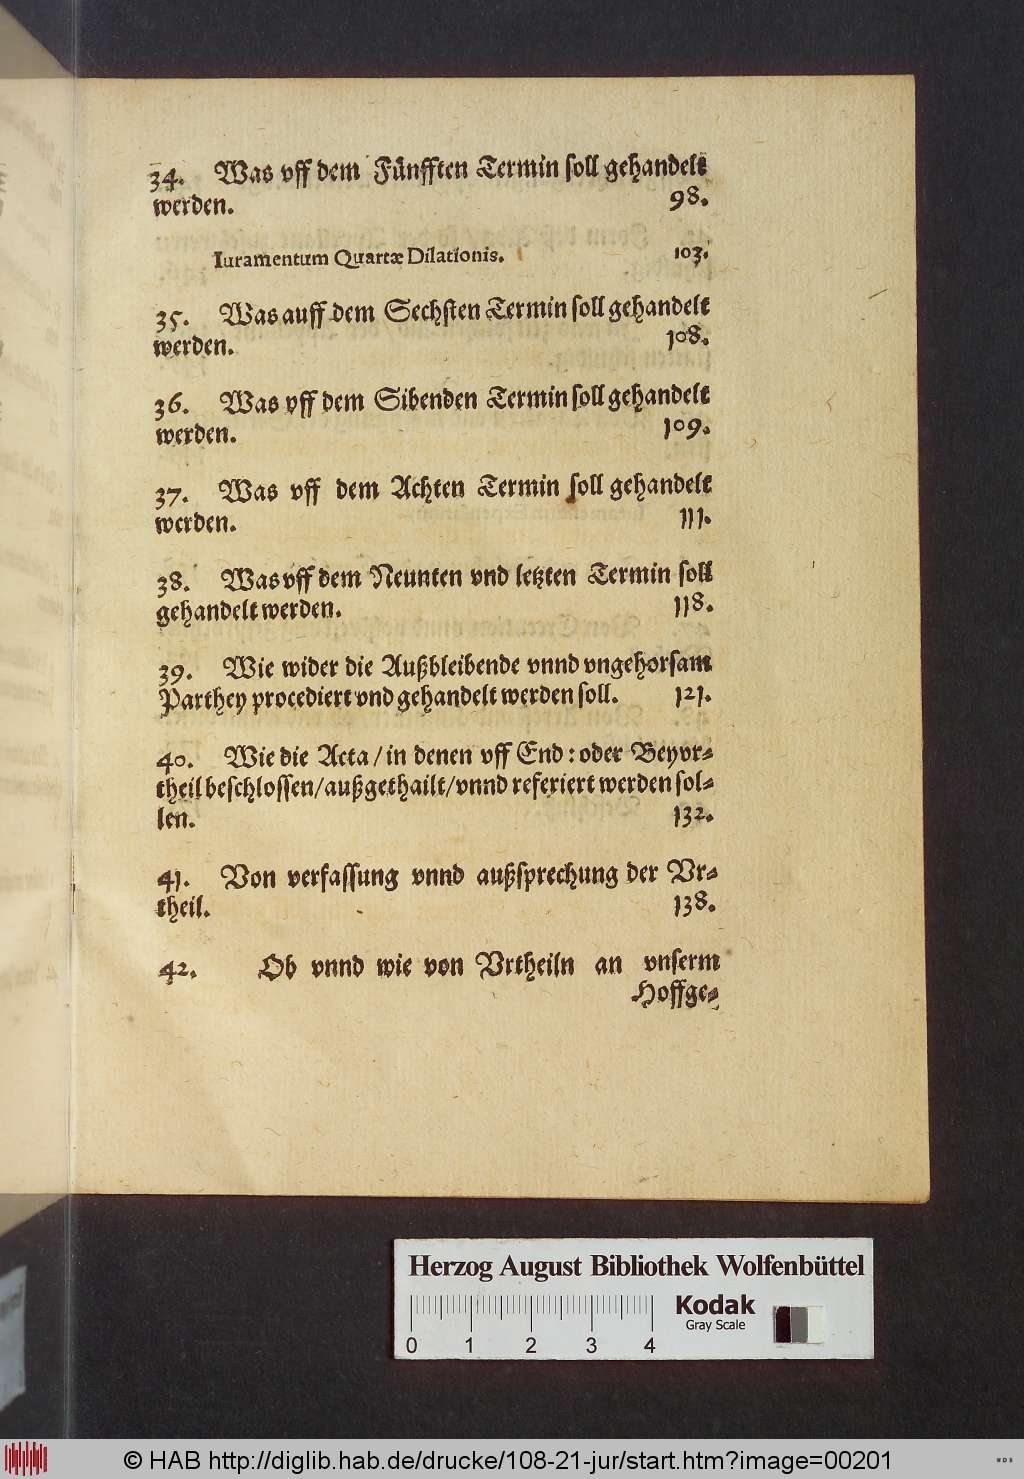 34. Was vff dem Fünfften Termin soll gehandelt
werden. 98.
Iuramentum Quartæ Dilationis. 103.
35. Was auff dem Sechsten Termin soll gehandelt
werden. 108.
36. Was vff dem Sibenden Termin soll gehandelt
werden. 109.
37. Was vff dem Achten Termin soll gehandelt
werden. 111.
38. Was vff dem Neunten vnd letzten Termin soll
gehandelt werden. 118.
39. Wie wider die Außbleibende vnnd vngehorsam
Parthey procediert vnd gehandelt werden soll. 121.
40. Wie die Acta / in denen vff End: oder Beyvr-
theil beschlossen / außgethailt / vnnd referiert werden sol-
len. 132.
41. Von verfassung vnnd außsprechung der Vr-
theil. 138.
42. Ob vnnd wie von Vrtheiln an vnserm
Hoffge-
Herzog August Bibliothek Wolfenbüttel
Kodak
Gray Scale
0 1 2 3 4
© HAB http://diglib.hab.de/drucke/108-21-jur/start.htm?image=00201